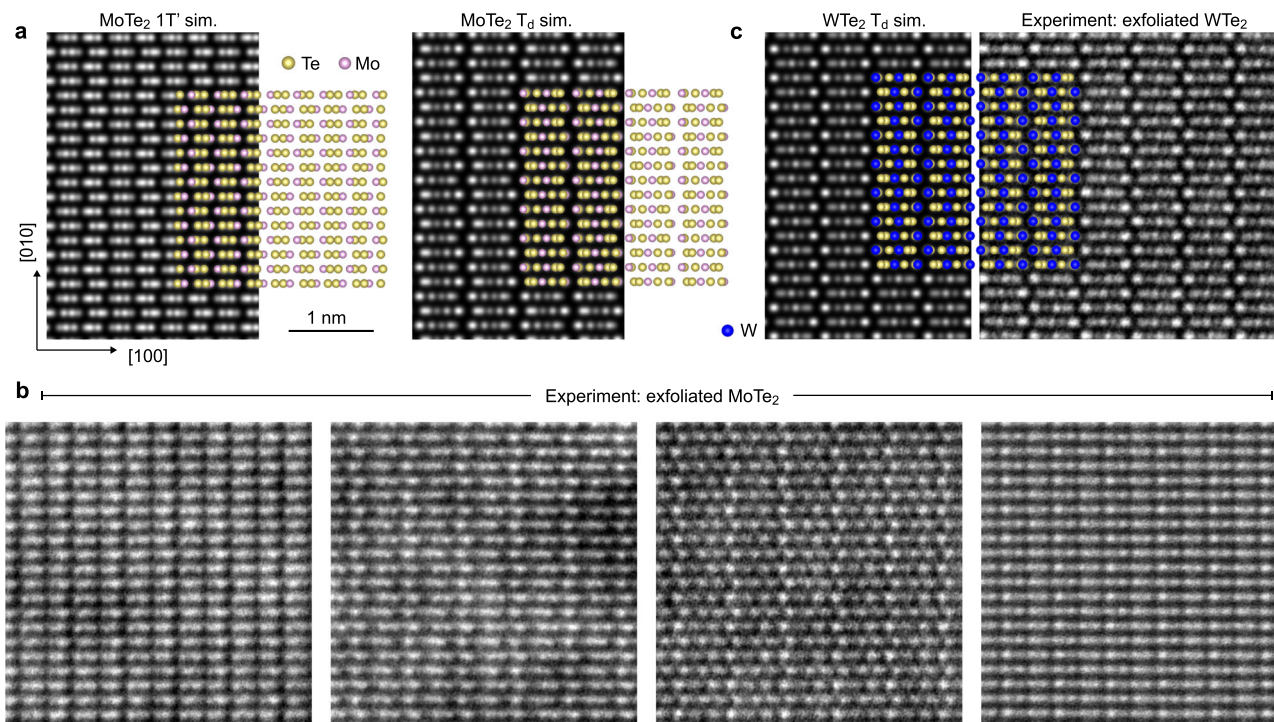 a
MoTe2 1T’ sim.
MoTe2 Td sim.
Te
Mo
[010]
[100]
1 nm
c
WTe2 Td sim.
Experiment: exfoliated WTe2
W
b
Experiment: exfoliated MoTe2